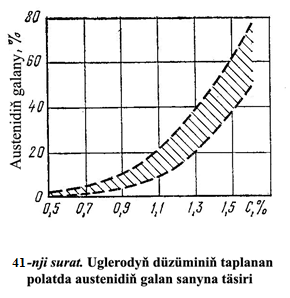 80
Austenidiň galany, %
60
40
20
0
0,5 0,7 0,9 1,1 1,3 1,5 C,%
41-nji surat. Uglerodyň düzüminiň taplanan
polatda austenidiň galan sanyna täsiri